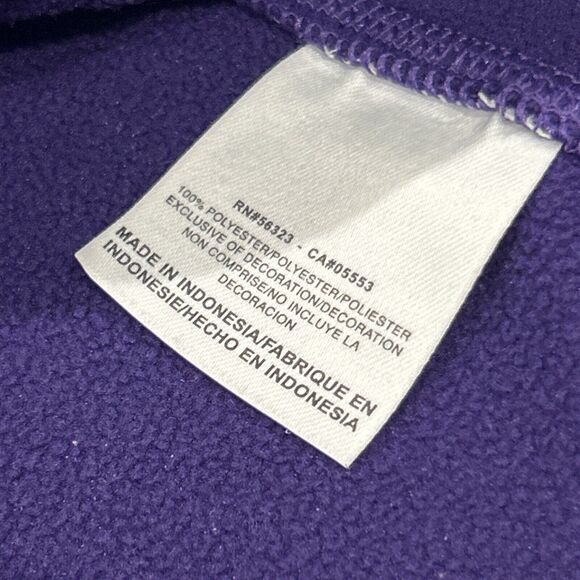 RN#56323 - CA#05553
100% POLYESTER/POLYESTER/POLIESTER
EXCLUSIVE OF DECORATION/DECORATION
NON COMPRISE/NO INCLUYE LA
DECORACION
MADE IN INDONESIA/FABRIQUE EN
INDONESIE/HECHO EN INDONESIA